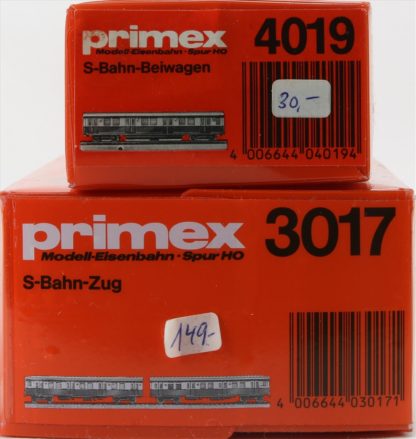 primex 4019
Modell-Eisenbahn · Spur HO
S-Bahn-Beiwagen
30,-
4 006644 040194
primex 3017
Modell-Eisenbahn · Spur HO
S-Bahn-Zug
149,-
4 006644 030171